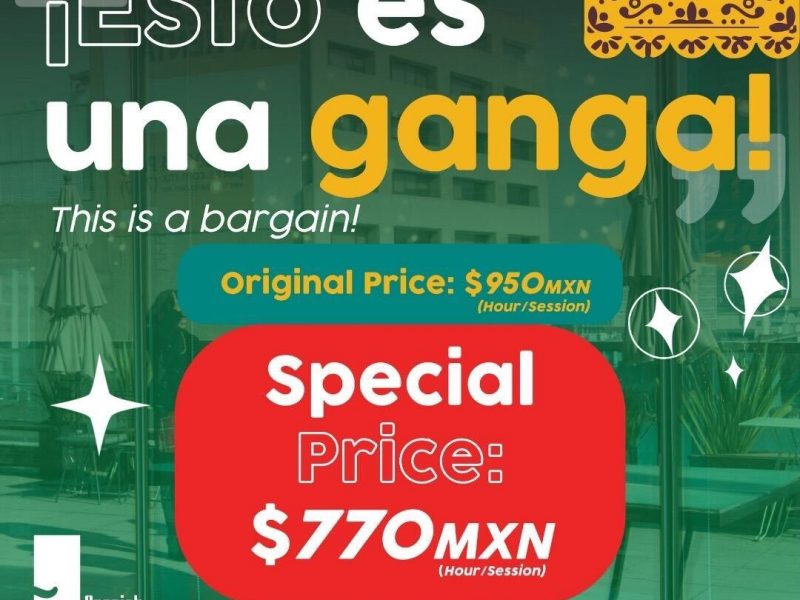 ¡ESTO es
una ganga!
This is a bargain!
Original Price: $950MXN
(Hour/Session)
Special
Price:
$770MXN
(Hour/Session)